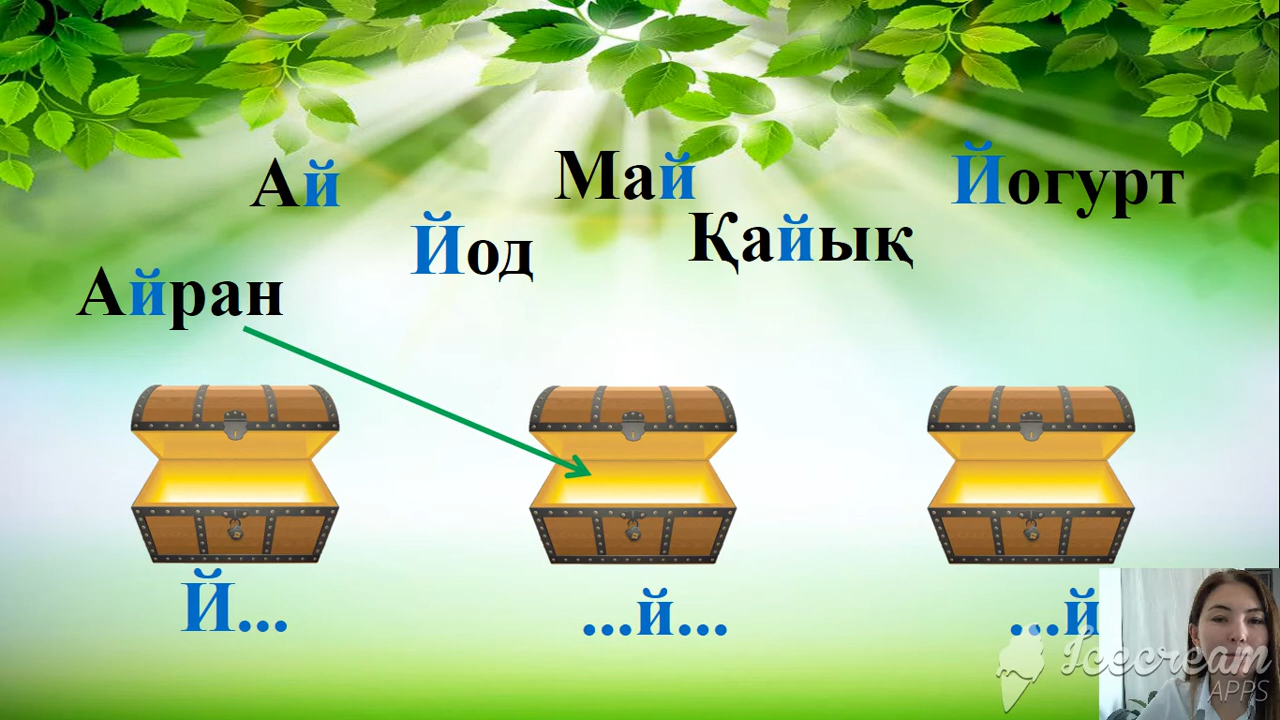 Ай
Май
Йогурт
Йод
Қайық
Айран
Й...
...й...
...й
Icecream
APPS